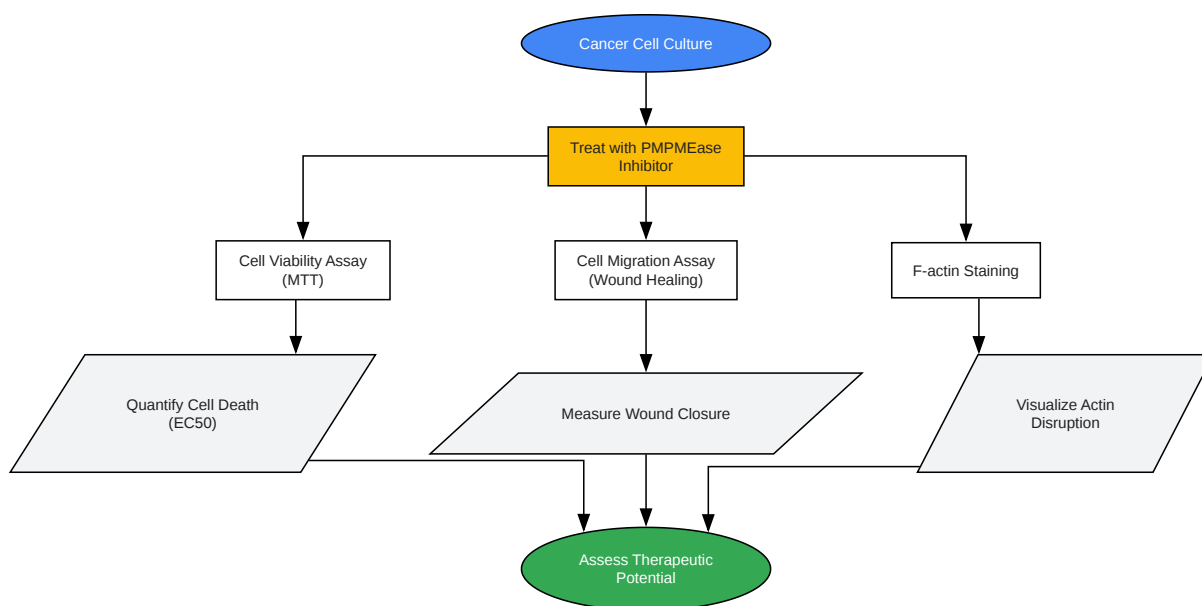 Cancer Cell Culture
Treat with PMPMEase
Inhibitor
Cell Viability Assay
(MTT)
Cell Migration Assay
(Wound Healing)
F-actin Staining
Quantify Cell Death
(EC50)
Measure Wound Closure
Visualize Actin
Disruption
Assess Therapeutic
Potential